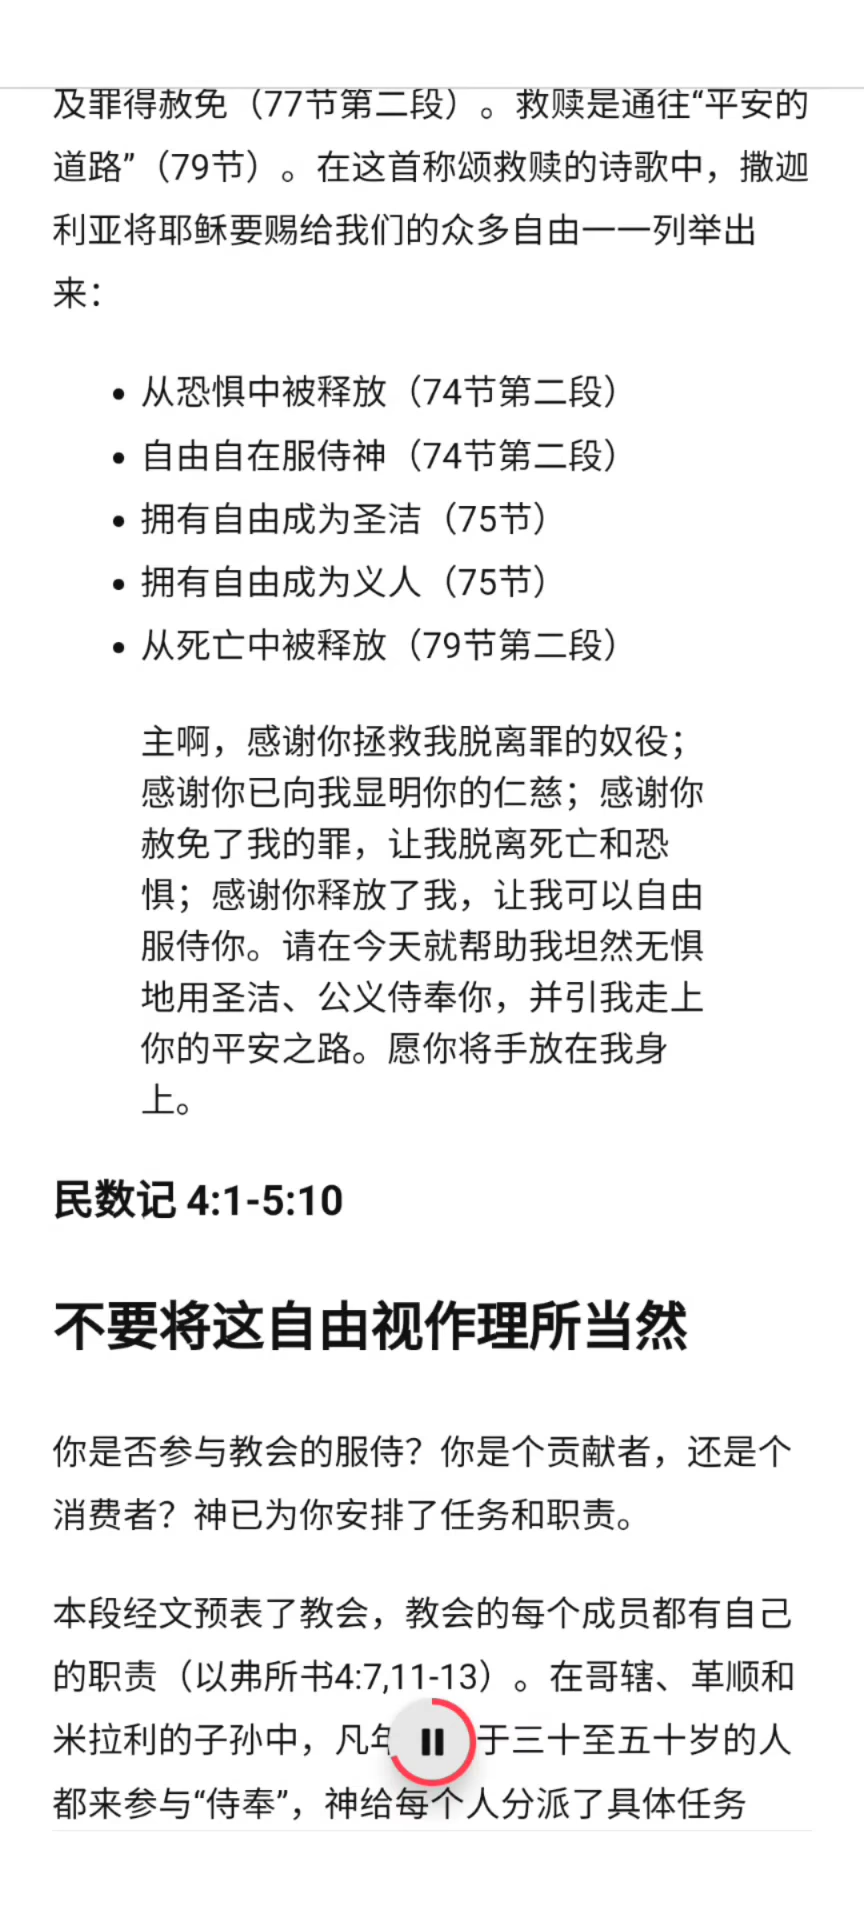 及罪得赦免（77节第二段）。救赎是通往“平安的
道路”（79节）。在这首称颂救赎的诗歌中，撒迦
利亚将耶稣要赐给我们的众多自由一一列举出
来：
• 从恐惧中被释放（74节第二段）
• 自由自在服侍神（74节第二段）
• 拥有自由成为圣洁（75节）
• 拥有自由成为义人（75节）
• 从死亡中被释放（79节第二段）
主啊，感谢你拯救我脱离罪的奴役；
感谢你已向我显明你的仁慈；感谢你
赦免了我的罪，让我脱离死亡和恐
惧；感谢你释放了我，让我可以自由
服侍你。请在今天就帮助我坦然无惧
地用圣洁、公义侍奉你，并引我走上
你的平安之路。愿你将手放在我身
上。
民数记 4:1-5:10
不要将这自由视作理所当然
你是否参与教会的服侍？你是个贡献者，还是个
消费者？神已为你安排了任务和职责。
本段经文预表了教会，教会的每个成员都有自己
的职责（以弗所书4:7,11-13）。在哥辖、革顺和
米拉利的子孙中，凡年于三十至五十岁的人
都来参与“侍奉”，神给每个人分派了具体任务